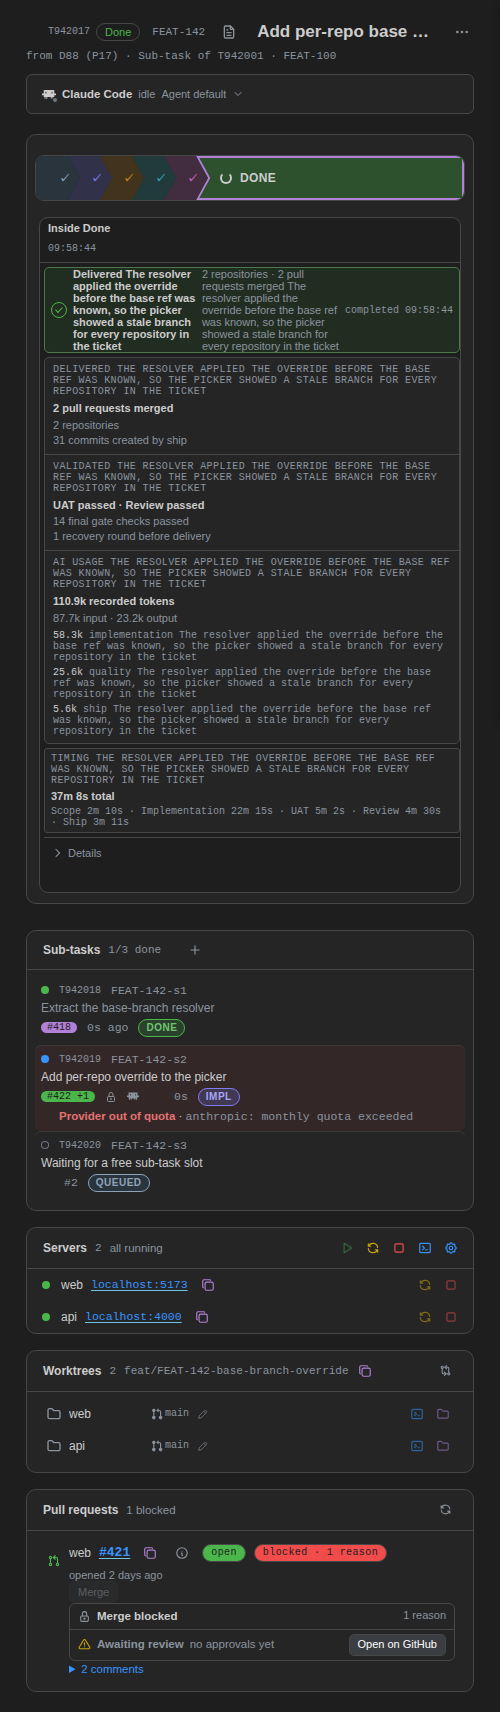 T942017 Done FEAT-142 Add per-repo base ...
from D88 (P17) · Sub-task of T942001 · FEAT-100
Claude Code idle Agent default
DONE
Inside Done
09:58:44
Delivered The resolver applied the override before the base ref was known, so the picker showed a stale branch for every repository in the ticket
2 repositories · 2 pull requests merged The resolver applied the override before the base ref was known, so the picker showed a stale branch for every repository in the ticket
completed 09:58:44
DELIVERED THE RESOLVER APPLIED THE OVERRIDE BEFORE THE BASE
REF WAS KNOWN, SO THE PICKER SHOWED A STALE BRANCH FOR EVERY
REPOSITORY IN THE TICKET
2 pull requests merged
2 repositories
31 commits created by ship
VALIDATED THE RESOLVER APPLIED THE OVERRIDE BEFORE THE BASE
REF WAS KNOWN, SO THE PICKER SHOWED A STALE BRANCH FOR EVERY
REPOSITORY IN THE TICKET
UAT passed · Review passed
14 final gate checks passed
1 recovery round before delivery
AI USAGE THE RESOLVER APPLIED THE OVERRIDE BEFORE THE BASE REF
WAS KNOWN, SO THE PICKER SHOWED A STALE BRANCH FOR EVERY
REPOSITORY IN THE TICKET
110.9k recorded tokens
87.7k input · 23.2k output
58.3k implementation The resolver applied the override before the
base ref was known, so the picker showed a stale branch for every
repository in the ticket
25.6k quality The resolver applied the override before the base
ref was known, so the picker showed a stale branch for every
repository in the ticket
5.6k ship The resolver applied the override before the base ref
was known, so the picker showed a stale branch for every
repository in the ticket
TIMING THE RESOLVER APPLIED THE OVERRIDE BEFORE THE BASE REF
WAS KNOWN, SO THE PICKER SHOWED A STALE BRANCH FOR EVERY
REPOSITORY IN THE TICKET
37m 8s total
Scope 2m 10s · Implementation 22m 15s · UAT 5m 2s · Review 4m 30s
· Ship 3m 11s
Details
Sub-tasks 1/3 done
T942018 FEAT-142-s1
Extract the base-branch resolver
#418 0s ago DONE
T942019 FEAT-142-s2
Add per-repo override to the picker
#422 +1 0s IMPL
Provider out of quota · anthropic: monthly quota exceeded
T942020 FEAT-142-s3
Waiting for a free sub-task slot
#2 QUEUED
Servers 2 all running
web localhost:5173
api localhost:4000
Worktrees 2 feat/FEAT-142-base-branch-override
web main
api main
Pull requests 1 blocked
web #421 open blocked · 1 reason
opened 2 days ago
Merge
Merge blocked 1 reason
Awaiting review no approvals yet Open on GitHub
2 comments